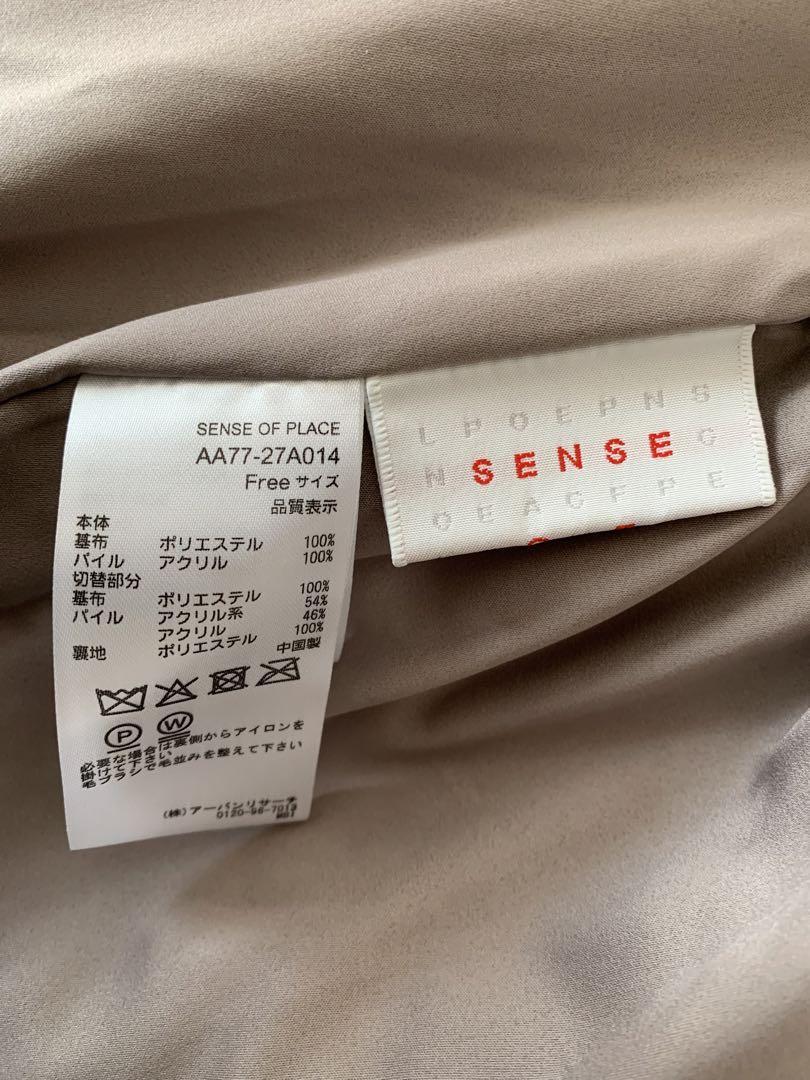 SENSE OF PLACE
AA77-27A014
Free サイズ
品質表示
本体
基布 ポリエステル 100%
パイル アクリル 100%
切替部分
基布 ポリエステル 100%
パイル アクリル系 54%
アクリル 46%
裏地 ポリエステル 100%
中国製
P W
必要な場合は裏側からアイロンを
掛けて下さい
毛ブラシで毛並みを整えて下さい
(株)アーバンリサーチ
0120-96-7013
MBI
L P O E P N S
N SENSE C
O E A C F P E